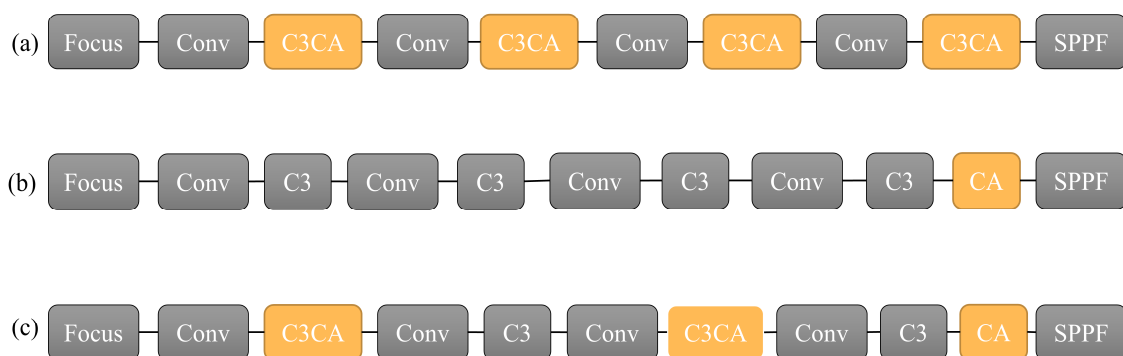 (a) Focus Conv C3CA Conv C3CA Conv C3CA Conv C3CA SPPF
(b) Focus Conv C3 Conv C3 Conv C3 Conv C3 CA SPPF
(c) Focus Conv C3CA Conv C3 Conv C3CA Conv C3 CA SPPF